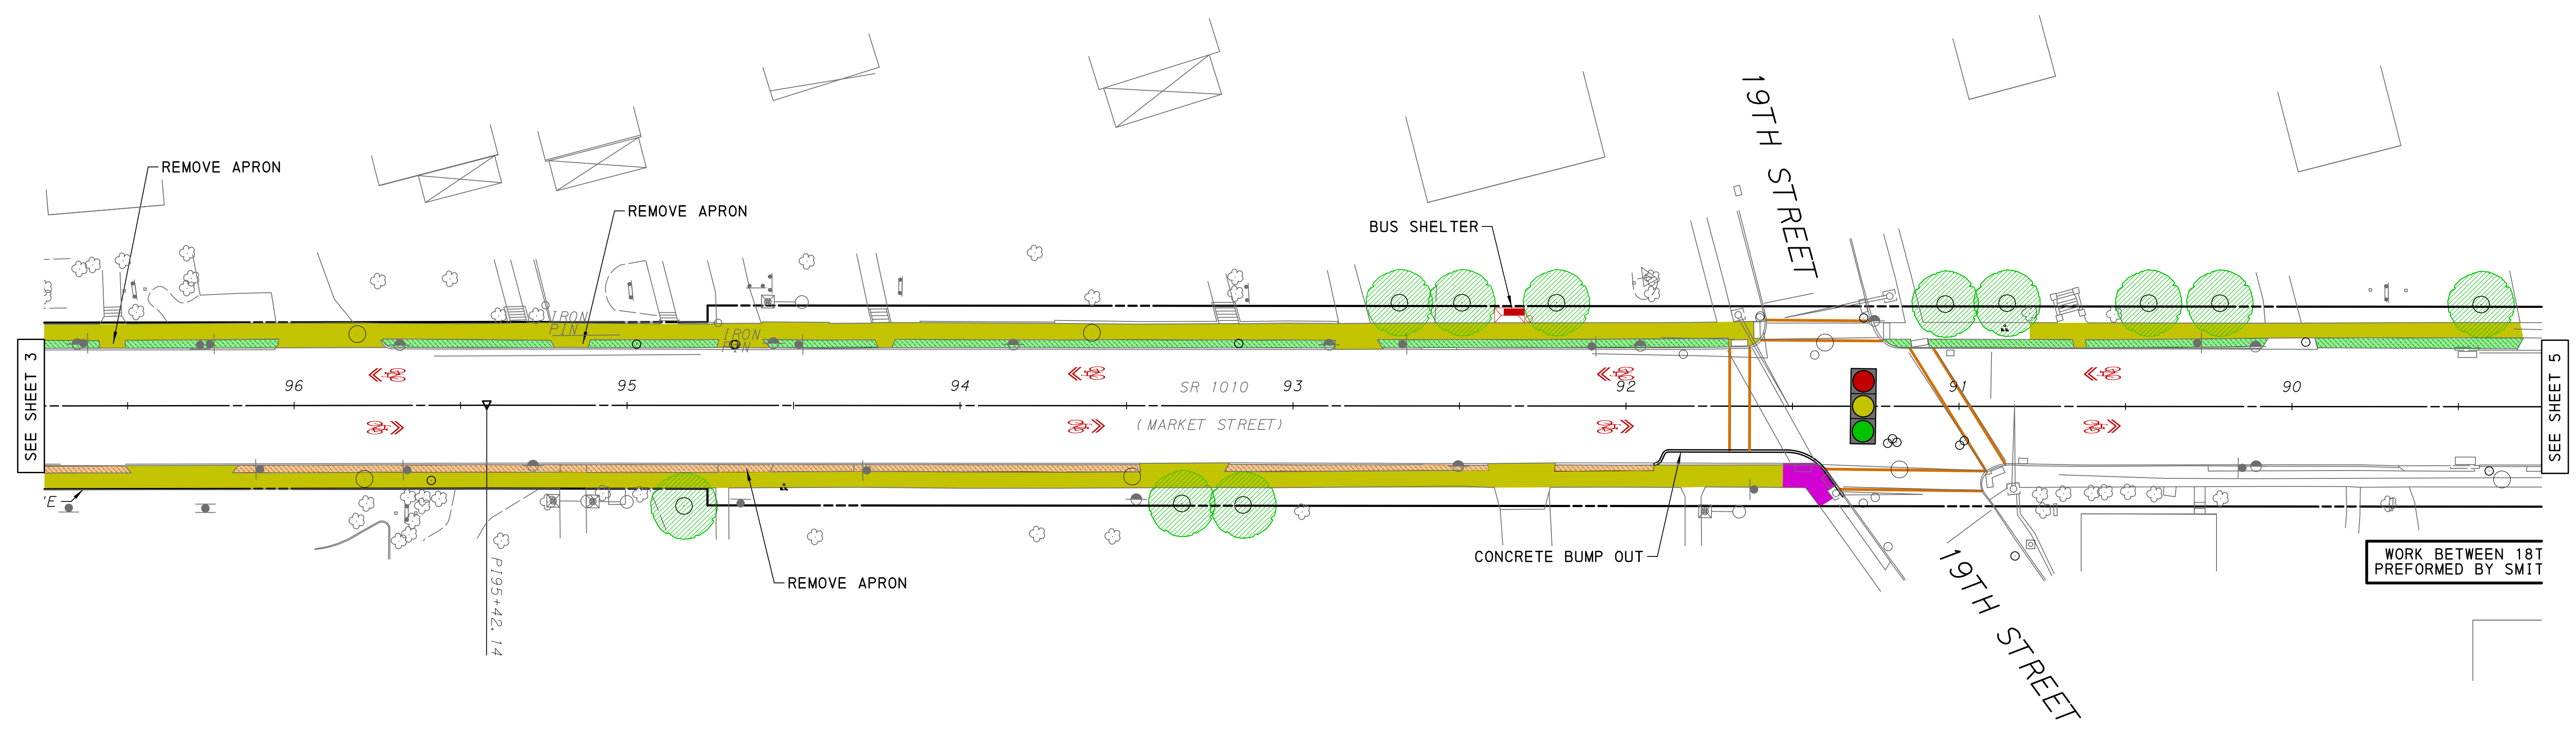 REMOVE APRON
REMOVE APRON
BUS SHELTER
19TH STREET
IRON
PIN
IRON
PIN
SEE SHEET 3
96
95
94
SR 1010
93
92
91
90
SEE SHEET 5
(MARKET STREET)
'E
PI95+42.14
REMOVE APRON
CONCRETE BUMP OUT
19TH STREET
WORK BETWEEN 18T
PREFORMED BY SMIT